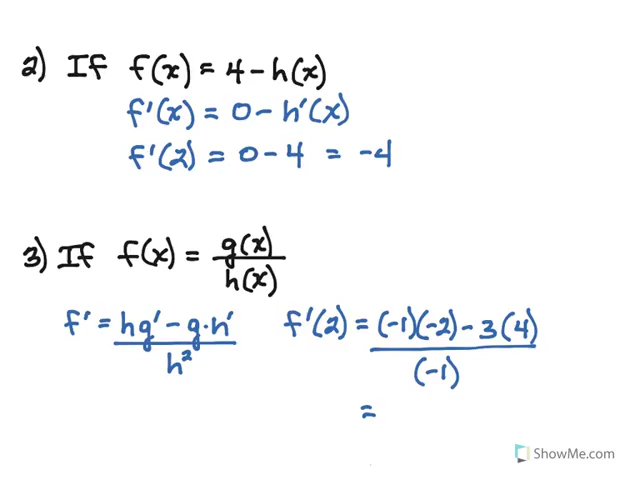 2) If f(x) = 4 - h(x)
f'(x) = 0 - h'(x)
f'(2) = 0 - 4 = -4
3) If f(x) = g(x)/h(x)
f' = (hg' - g·h')/h² f'(2) = ((-1)(-2) - 3(4))/(-1)
=
ShowMe.com